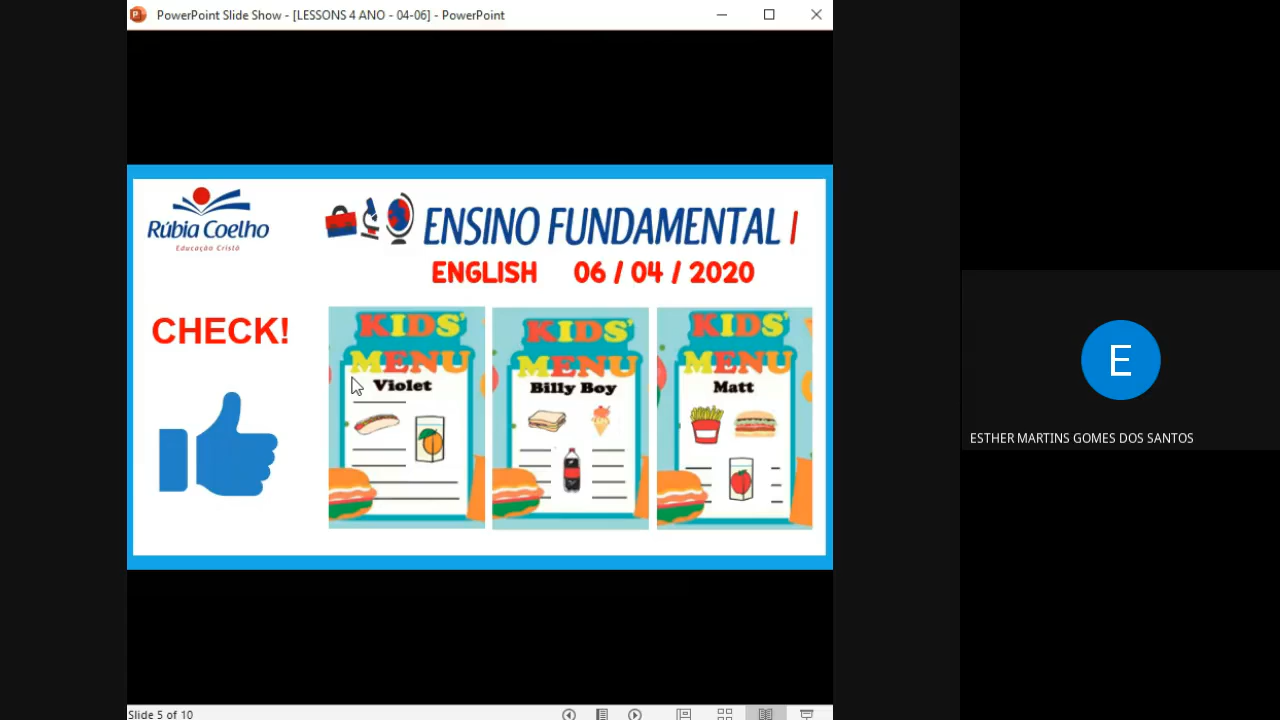 PowerPoint Slide Show - [LESSONS 4 ANO - 04-06] - PowerPoint
Rúbia Coelho
Educação Cristã
ENSINO FUNDAMENTAL I
ENGLISH 06 / 04 / 2020
CHECK!
KIDS'
MENU
Violet
KIDS'
MENU
Billy Boy
KIDS'
MENU
Matt
E
ESTHER MARTINS GOMES DOS SANTOS
Slide 5 of 10